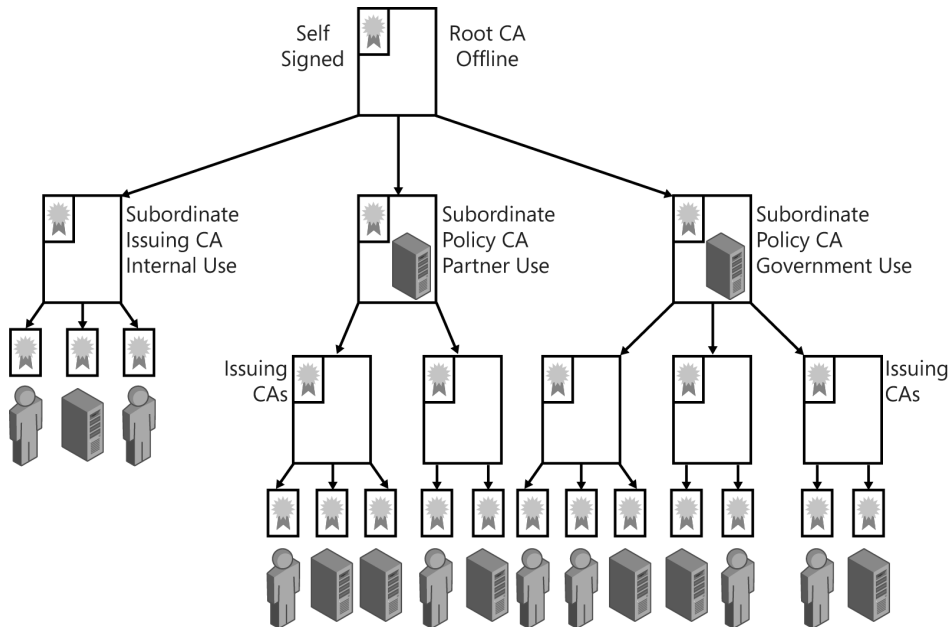 Self
Signed
Root CA
Offline
Subordinate
Issuing CA
Internal Use
Subordinate
Policy CA
Partner Use
Subordinate
Policy CA
Government Use
Issuing
CAs
Issuing
CAs